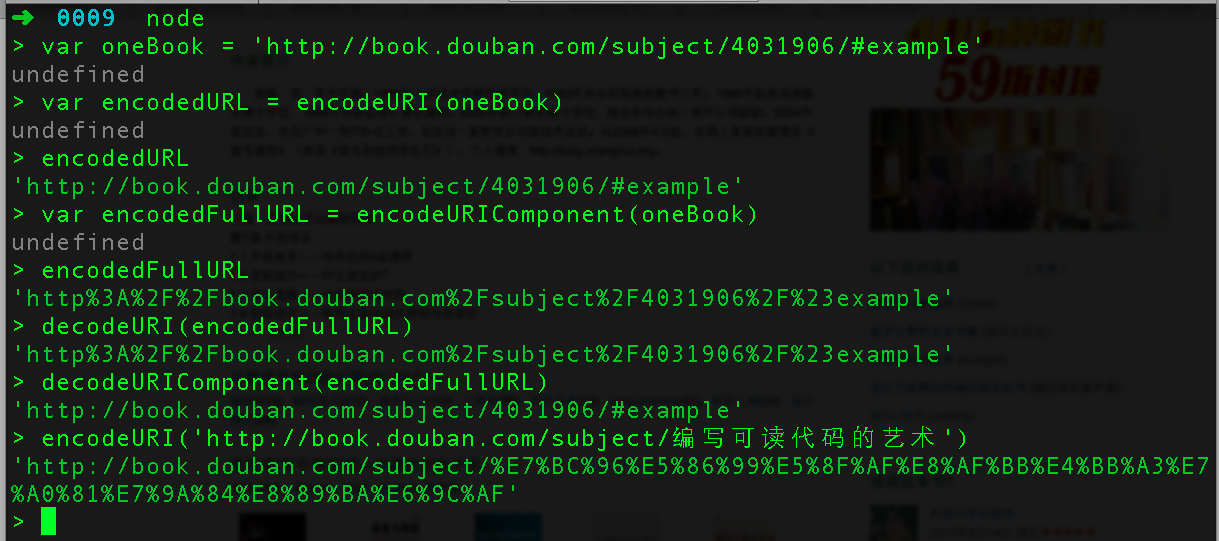 ➜ 0009 node
> var oneBook = 'http://book.douban.com/subject/4031906/#example'
undefined
> var encodedURL = encodeURI(oneBook)
undefined
> encodedURL
'http://book.douban.com/subject/4031906/#example'
> var encodedFullURL = encodeURIComponent(oneBook)
undefined
> encodedFullURL
'http%3A%2F%2Fbook.douban.com%2Fsubject%2F4031906%2F%23example'
> decodeURI(encodedFullURL)
'http%3A%2F%2Fbook.douban.com%2Fsubject%2F4031906%2F%23example'
> decodeURIComponent(encodedFullURL)
'http://book.douban.com/subject/4031906/#example'
> encodeURI('http://book.douban.com/subject/编写可读代码的艺术')
'http://book.douban.com/subject/%E7%BC%96%E5%86%99%E5%8F%AF%E8%AF%BB%E4%BB%A3%E7
%A0%81%E7%9A%84%E8%89%BA%E6%9C%AF'
>